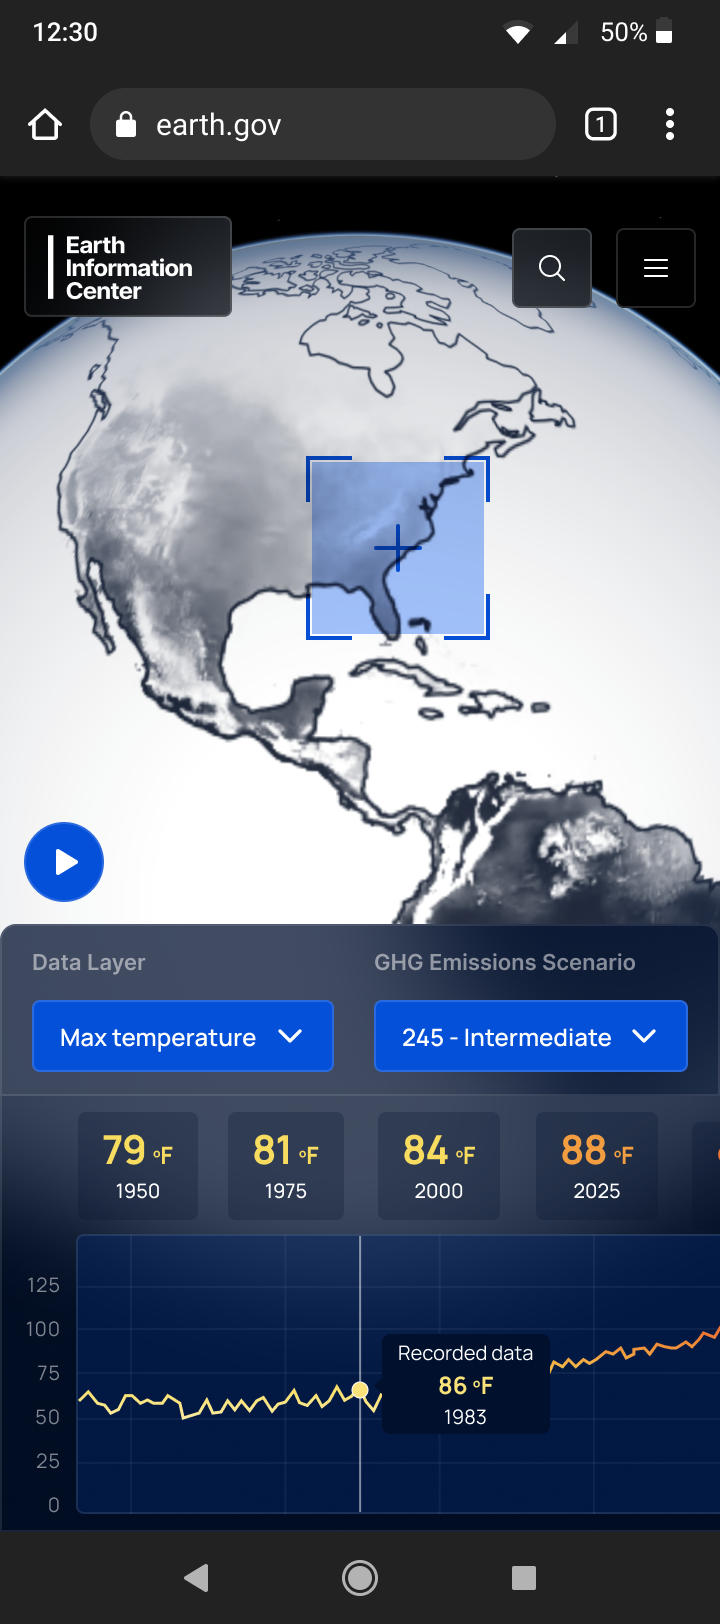 12:30
50%
earth.gov
1
Earth
Information
Center
Data Layer
GHG Emissions Scenario
Max temperature
245 - Intermediate
79 °F
1950
81 °F
1975
84 °F
2000
88 °F
2025
125
100
75
50
25
0
Recorded data
86 °F
1983